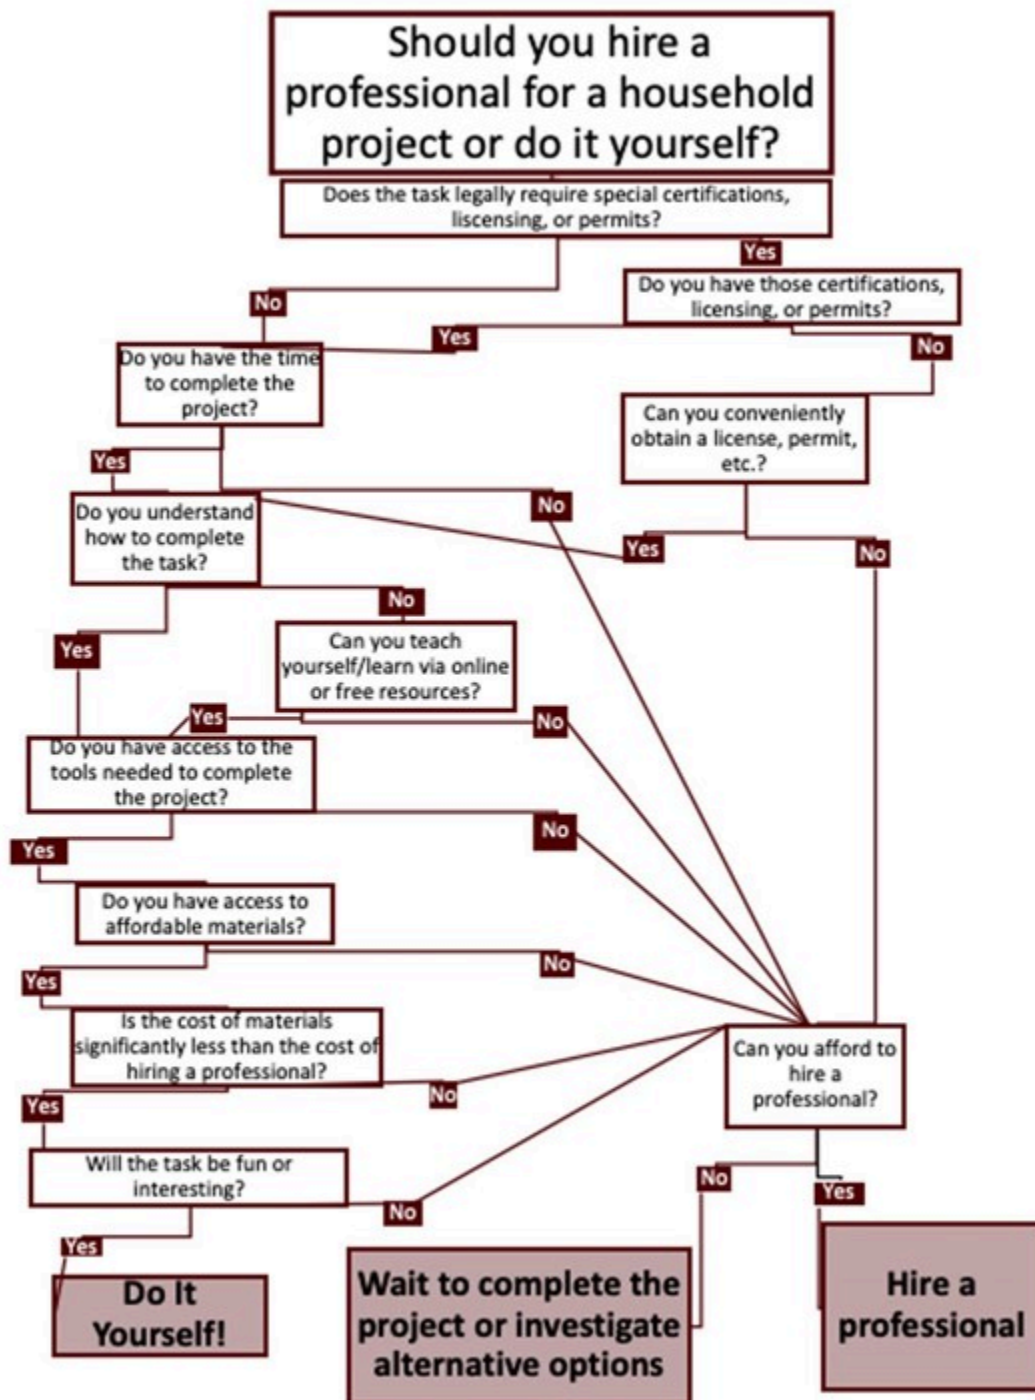 Should you hire a
professional for a household
project or do it yourself?
Does the task legally require special certifications,
liscensing, or permits?
Yes
Do you have those certifications,
licensing, or permits?
No
Yes
No
Do you have the time
to complete the
project?
Can you conveniently
obtain a license, permit,
etc.?
Yes
No
Do you understand
how to complete
the task?
Yes
No
No
Yes
Can you teach
yourself/learn via online
or free resources?
Yes
No
Do you have access to the
tools needed to complete
the project?
No
Yes
Do you have access to
affordable materials?
No
Yes
Is the cost of materials
significantly less than the cost of
hiring a professional?
Can you afford to
hire a
professional?
No
Yes
Will the task be fun or
interesting?
No
Yes
No
Yes
Do It
Yourself!
Wait to complete the
project or investigate
alternative options
Hire a
professional